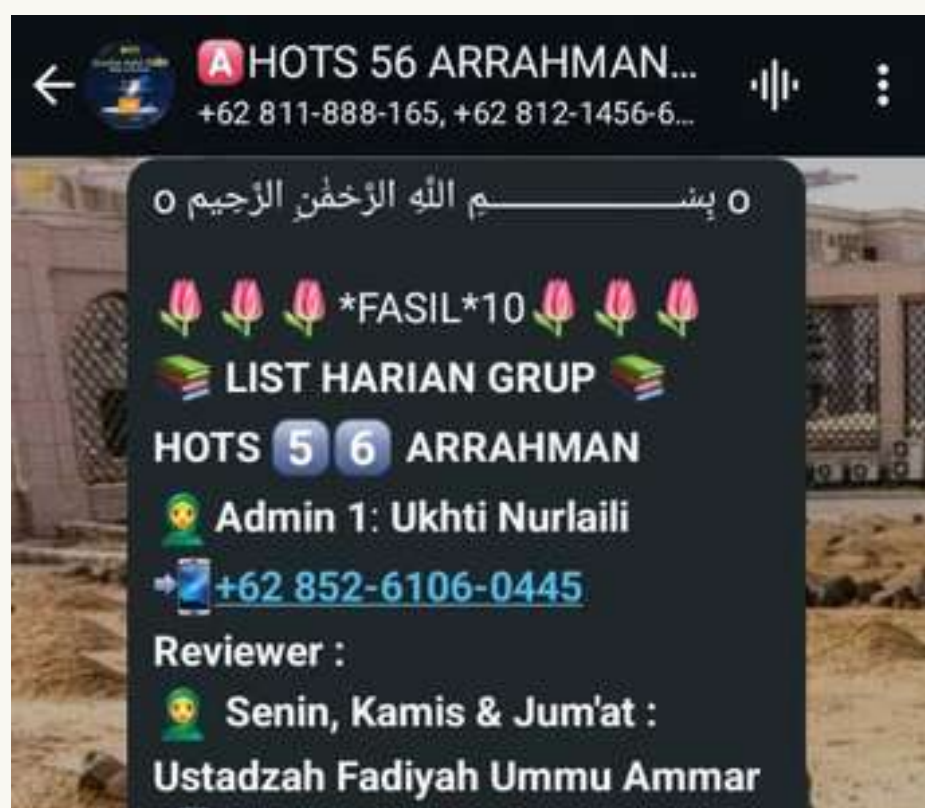 🅰HOTS 56 ARRAHMAN...
+62 811-888-165, +62 812-1456-6...
o بِسْــــــــــــــمِ اللَّهِ الرَّحْمَٰنِ الرَّحِيم o
🌷🌷🌷*FASIL*10🌷🌷🌷
📚 LIST HARIAN GRUP 📚
HOTS 5️⃣6️⃣ ARRAHMAN
🧕 Admin 1: Ukhti Nurlaili
📲+62 852-6106-0445
Reviewer :
🧕 Senin, Kamis & Jum'at :
Ustadzah Fadiyah Ummu Ammar